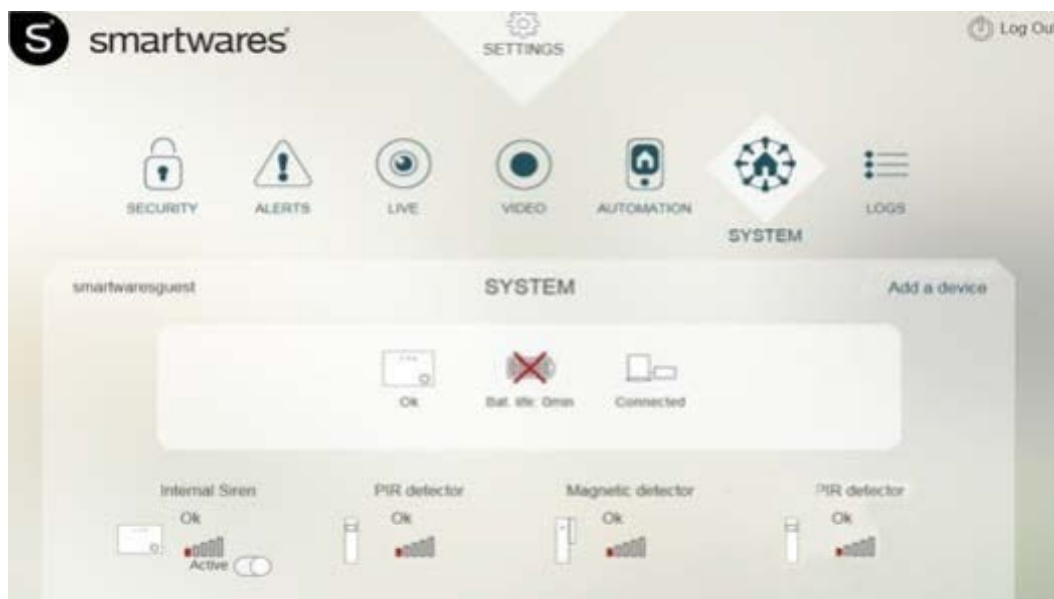 S smartwares
SETTINGS
Log Out
SECURITY
ALERTS
LIVE
VIDEO
AUTOMATION
SYSTEM
LOGS
smartwaresguest
SYSTEM
Add a device
Ok
Bat. life: 0min
Connected
Internal Siren
Ok
Active
PIR detector
Ok
Magnetic detector
Ok
PIR detector
Ok